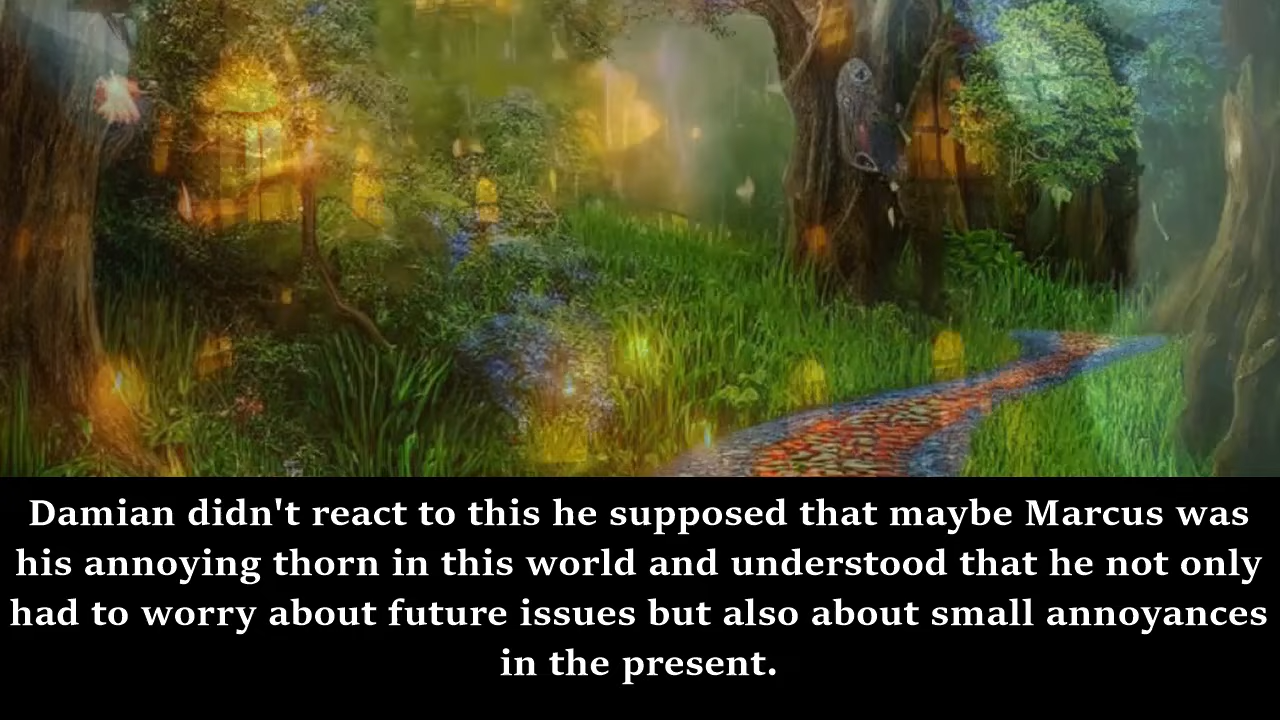 Damian didn't react to this he supposed that maybe Marcus was
his annoying thorn in this world and understood that he not only
had to worry about future issues but also about small annoyances
in the present.